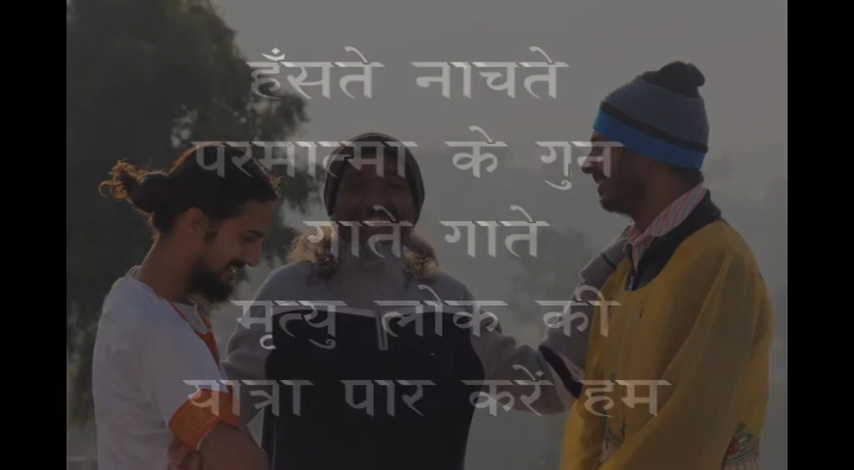 हँसते नाचते
परमात्मा के गुम
गाते गाते
मृत्यु लोक की
यात्रा पार करें हम